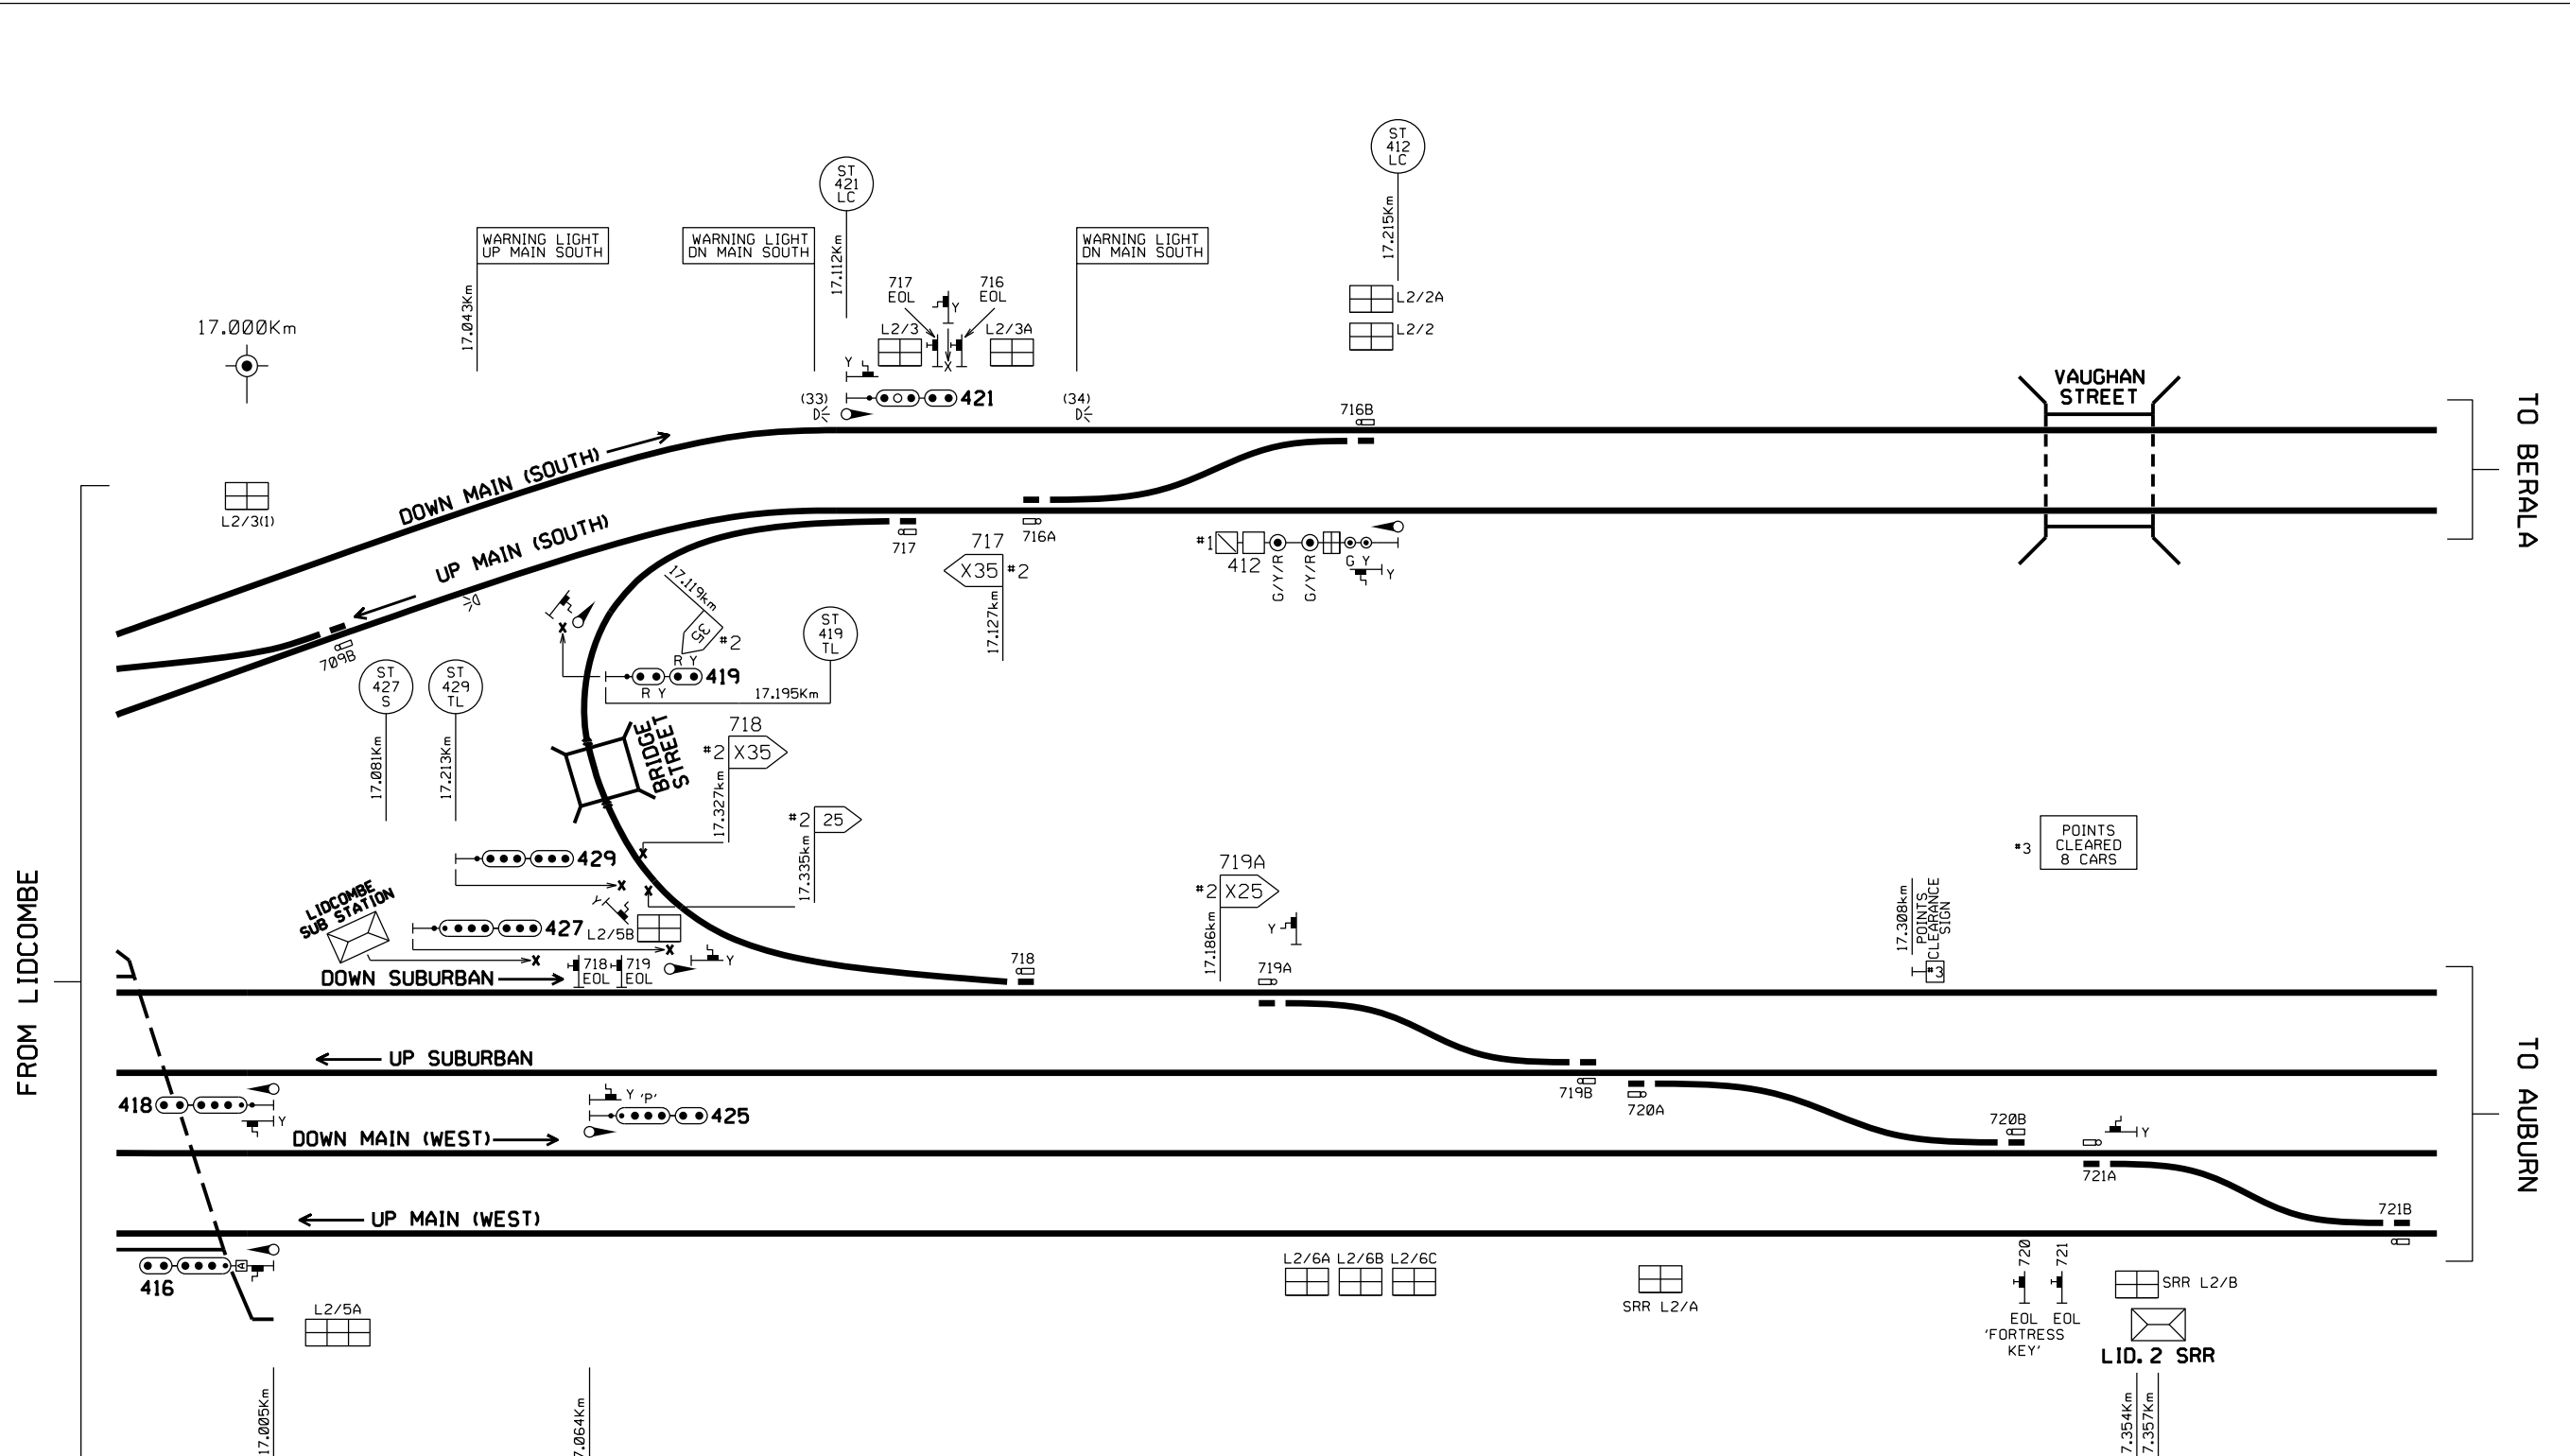 ST
412
LC
ST
421
LC
17.215Km
WARNING LIGHT
UP MAIN SOUTH
WARNING LIGHT
DN MAIN SOUTH
17.112Km
WARNING LIGHT
DN MAIN SOUTH
17.043Km
717
EOL
Y
716
EOL
L2/2A
L2/2
17.000Km
L2/3
L2/3A
X
Y
(33)
421
(34)
716B
VAUGHAN
STREET
TO BERALA
DOWN MAIN (SOUTH)
L2/3(1)
UP MAIN (SOUTH)
717
716A
#1
412
G/Y/R
G/Y/R
G Y
Y
717
X35
#2
17.127km
17.119km
35
#2
709B
X
ST
419
TL
R Y
419
R Y
17.195Km
ST
427
S
ST
429
TL
17.081Km
17.213Km
BRIDGE
STREET
718
#2
X35
17.327km
#2
25
17.335km
X
429
X
X
Y
LIDCOMBE
SUB STATION
427
L2/5B
X
X
Y
718
EOL
719
EOL
DOWN SUBURBAN
718
719A
#2
X25
17.186km
Y
719A
#3
POINTS
CLEARED
8 CARS
17.308km
POINTS
CLEARANCE
SIGN
#3
FROM LIDCOMBE
UP SUBURBAN
TO AUBURN
418
Y
Y 'P'
425
719B
720A
DOWN MAIN (WEST)
720B
Y
721A
UP MAIN (WEST)
721B
A
416
L2/5A
L2/6A
L2/6B
L2/6C
SRR L2/A
720
721
EOL
EOL
'FORTRESS
KEY'
SRR L2/B
LID. 2 SRR
17.005Km
7.064Km
7.354Km
7.357Km